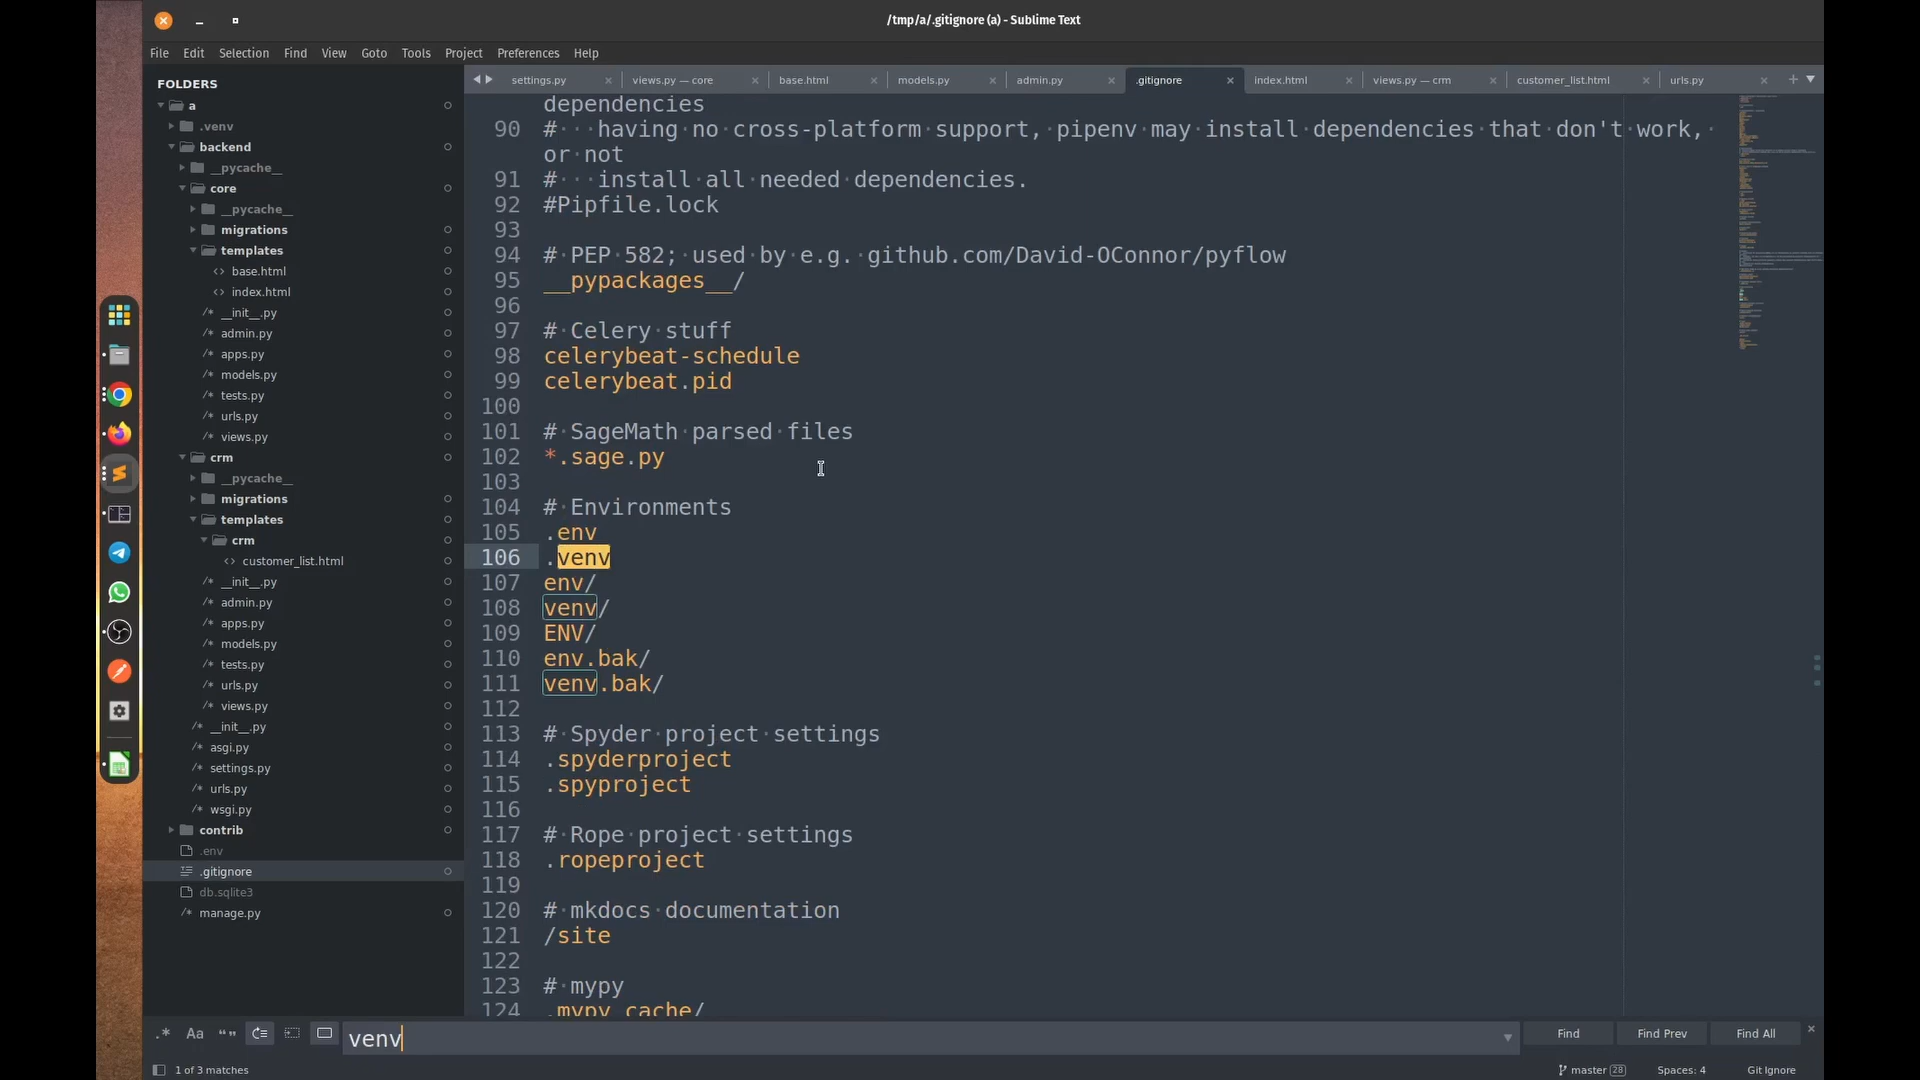 /tmp/a/.gitignore (a) - Sublime Text
File Edit Selection Find View Goto Tools Project Preferences Help
FOLDERS
a
.venv
backend
__pycache__
core
__pycache__
migrations
templates
base.html
index.html
__init__.py
admin.py
apps.py
models.py
tests.py
urls.py
views.py
crm
__pycache__
migrations
templates
crm
customer_list.html
__init__.py
admin.py
apps.py
models.py
tests.py
urls.py
views.py
__init__.py
asgi.py
settings.py
urls.py
wsgi.py
contrib
.env
.gitignore
db.sqlite3
manage.py
settings.py views.py — core base.html models.py admin.py .gitignore index.html views.py — crm customer_list.html urls.py
dependencies
90 #···having·no·cross-platform·support,·pipenv·may·install·dependencies·that·don't·work,·
or·not
91 #···install·all·needed·dependencies.
92 #Pipfile.lock
93
94 #·PEP·582;·used·by·e.g.·github.com/David-OConnor/pyflow
95 __pypackages__/
96
97 #·Celery·stuff
98 celerybeat-schedule
99 celerybeat.pid
100
101 #·SageMath·parsed·files
102 *.sage.py
103
104 #·Environments
105 .env
106 .venv
107 env/
108 venv/
109 ENV/
110 env.bak/
111 venv.bak/
112
113 #·Spyder·project·settings
114 .spyderproject
115 .spyproject
116
117 #·Rope·project·settings
118 .ropeproject
119
120 #·mkdocs·documentation
121 /site
122
123 #·mypy
124 .mypy_cache/
.* Aa “” venv Find Find Prev Find All
1 of 3 matches master 28 Spaces: 4 Git Ignore